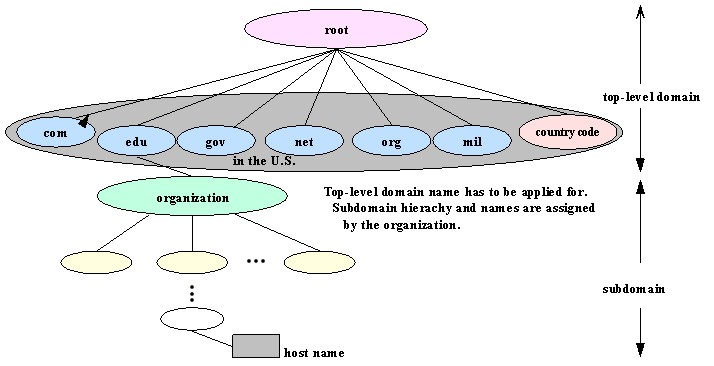 root
top-level domain
com
edu
gov
net
org
mil
country code
in the U.S.
organization
Top-level domain name has to be applied for.
Subdomain hierachy and names are assigned
by the organization.
subdomain
host name